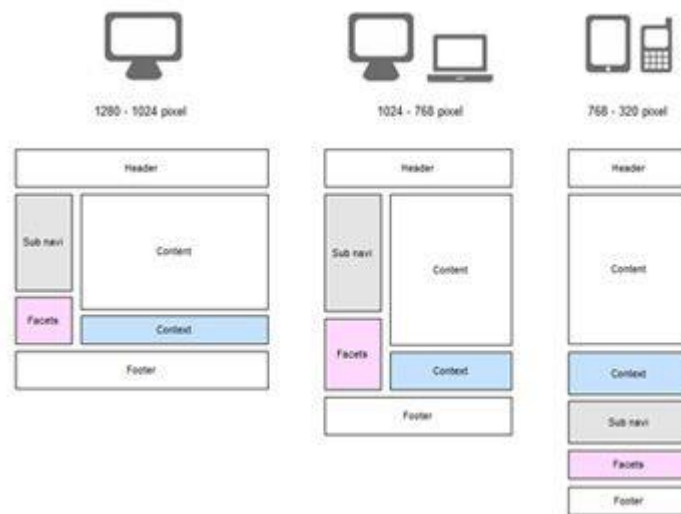 1280 - 1024 pixel
Header
Sub navi
Content
Facets
Context
Footer
1024 - 768 pixel
Header
Sub navi
Content
Facets
Context
Footer
768 - 320 pixel
Header
Content
Context
Sub navi
Facets
Footer